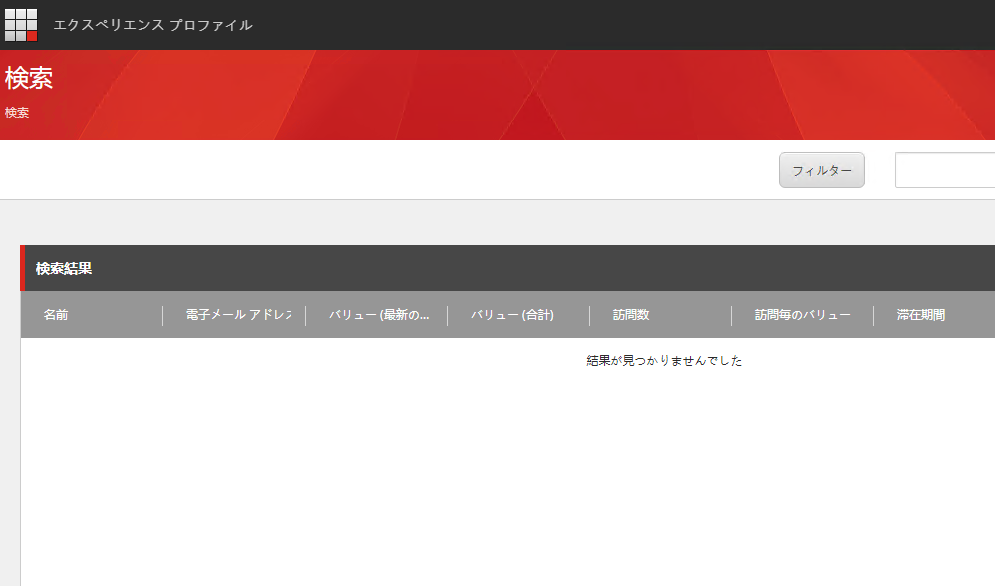 エクスペリエンス プロファイル
検索
検索
フィルター
検索結果
名前 電子メール アドレス バリュー (最新の... バリュー (合計) 訪問数 訪問毎のバリュー 滞在期間
結果が見つかりませんでした